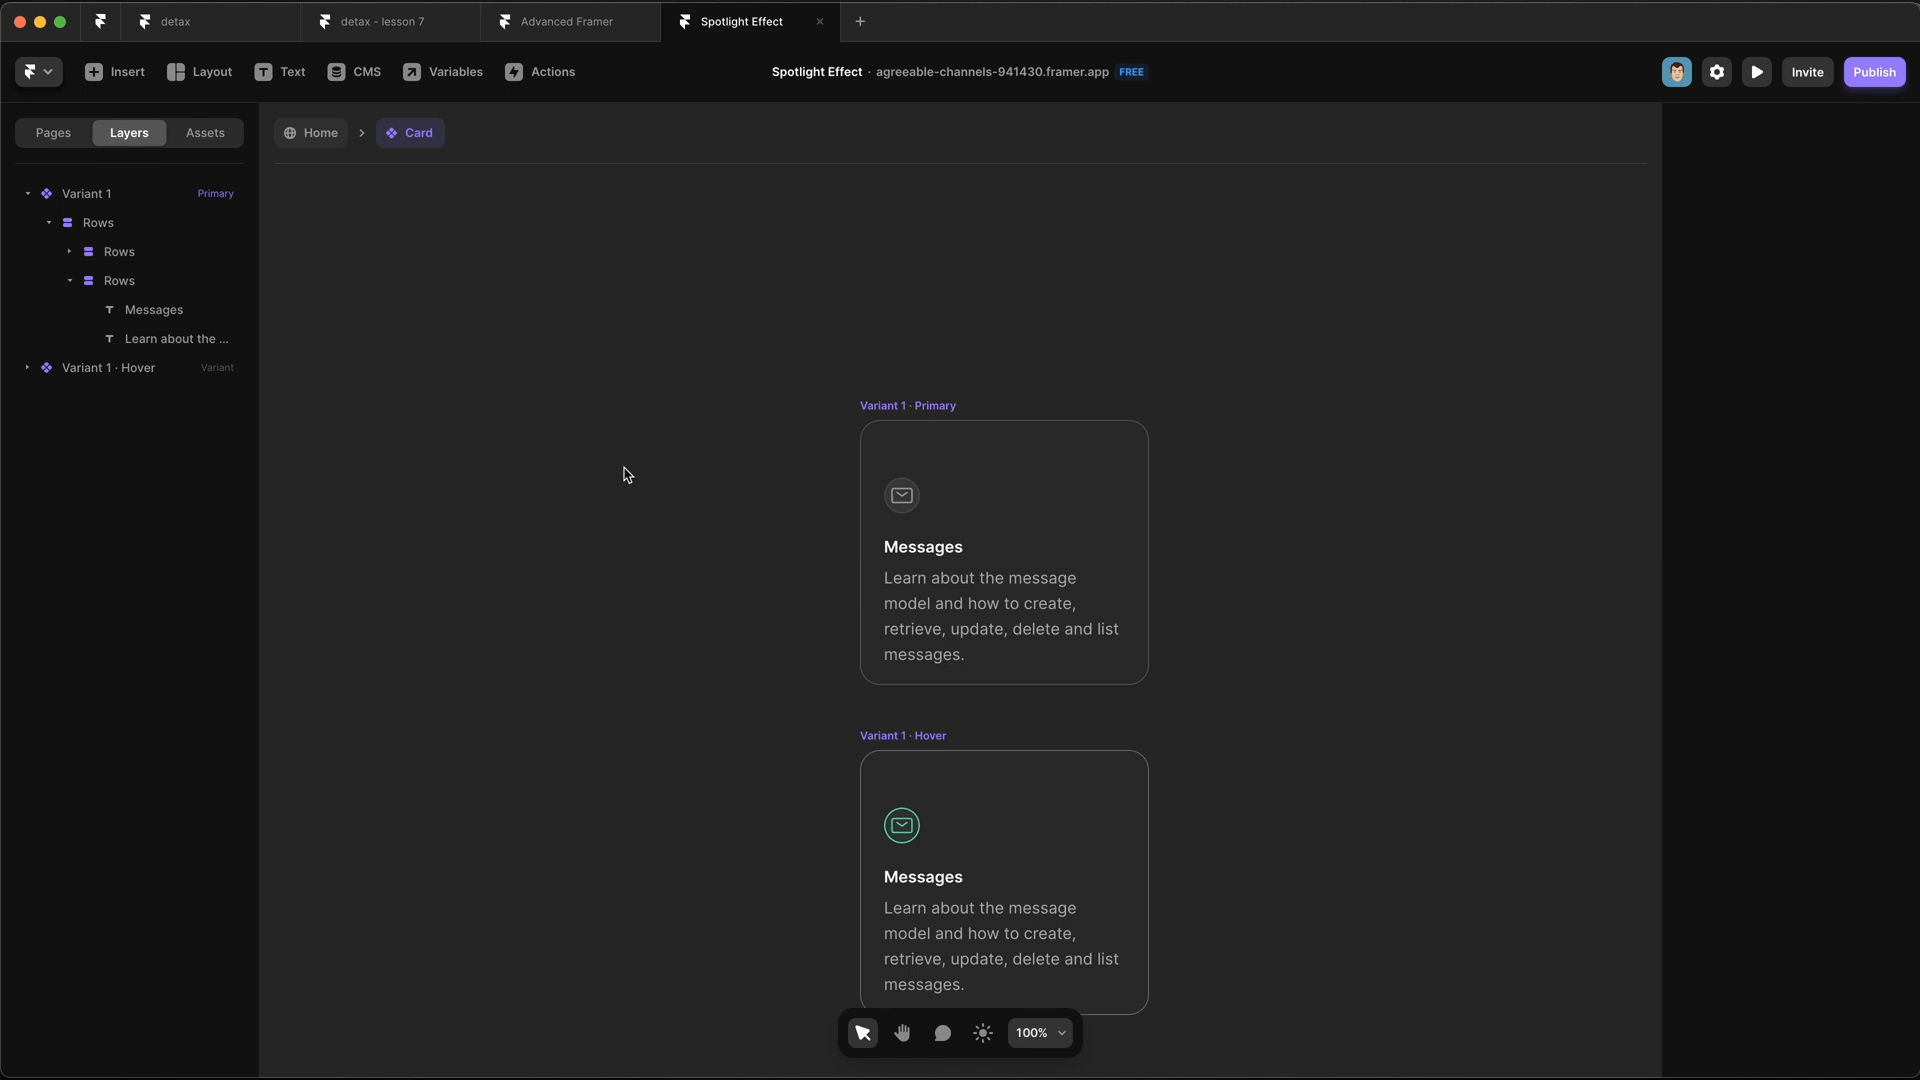 detax
detax - lesson 7
Advanced Framer
Spotlight Effect
Insert
Layout
Text
CMS
Variables
Actions
Spotlight Effect · agreeable-channels-941430.framer.app FREE
Invite
Publish
Pages
Layers
Assets
Home
Card
Variant 1 Primary
Rows
Rows
Rows
Messages
Learn about the ...
Variant 1 · Hover Variant
Variant 1 · Primary
Messages
Learn about the message
model and how to create,
retrieve, update, delete and list
messages.
Variant 1 · Hover
Messages
Learn about the message
model and how to create,
retrieve, update, delete and list
messages.
100%